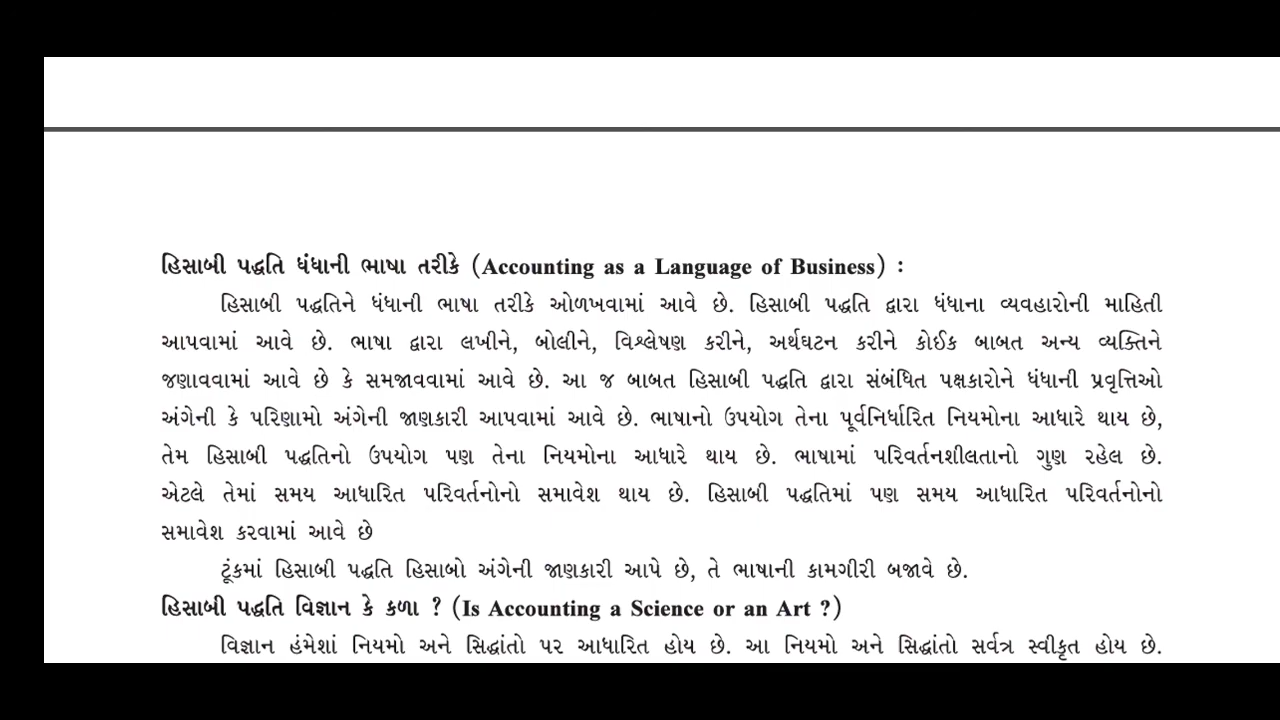 હિસાબી પદ્ધતિ ધંધાની ભાષા તરીકે (Accounting as a Language of Business) :
હિસાબી પદ્ધતિને ધંધાની ભાષા તરીકે ઓળખવામાં આવે છે. હિસાબી પદ્ધતિ દ્વારા ધંધાના વ્યવહારોની માહિતી
આપવામાં આવે છે. ભાષા દ્વારા લખીને, બોલીને, વિશ્લેષણ કરીને, અર્થઘટન કરીને કોઈક બાબત અન્ય વ્યક્તિને
જણાવવામાં આવે છે કે સમજાવવામાં આવે છે. આ જ બાબત હિસાબી પદ્ધતિ દ્વારા સંબંધિત પક્ષકારોને ધંધાની પ્રવૃત્તિઓ
અંગેની કે પરિણામો અંગેની જાણકારી આપવામાં આવે છે. ભાષાનો ઉપયોગ તેના પૂર્વનિર્ધારિત નિયમોના આધારે થાય છે,
તેમ હિસાબી પદ્ધતિનો ઉપયોગ પણ તેના નિયમોના આધારે થાય છે. ભાષામાં પરિવર્તનશીલતાનો ગુણ રહેલ છે.
એટલે તેમાં સમય આધારિત પરિવર્તનોનો સમાવેશ થાય છે. હિસાબી પદ્ધતિમાં પણ સમય આધારિત પરિવર્તનોનો
સમાવેશ કરવામાં આવે છે
ટૂંકમાં હિસાબી પદ્ધતિ હિસાબો અંગેની જાણકારી આપે છે, તે ભાષાની કામગીરી બજાવે છે.
હિસાબી પદ્ધતિ વિજ્ઞાન કે કળા ? (Is Accounting a Science or an Art ?)
વિજ્ઞાન હંમેશાં નિયમો અને સિદ્ધાંતો પર આધારિત હોય છે. આ નિયમો અને સિદ્ધાંતો સર્વત્ર સ્વીકૃત હોય છે.